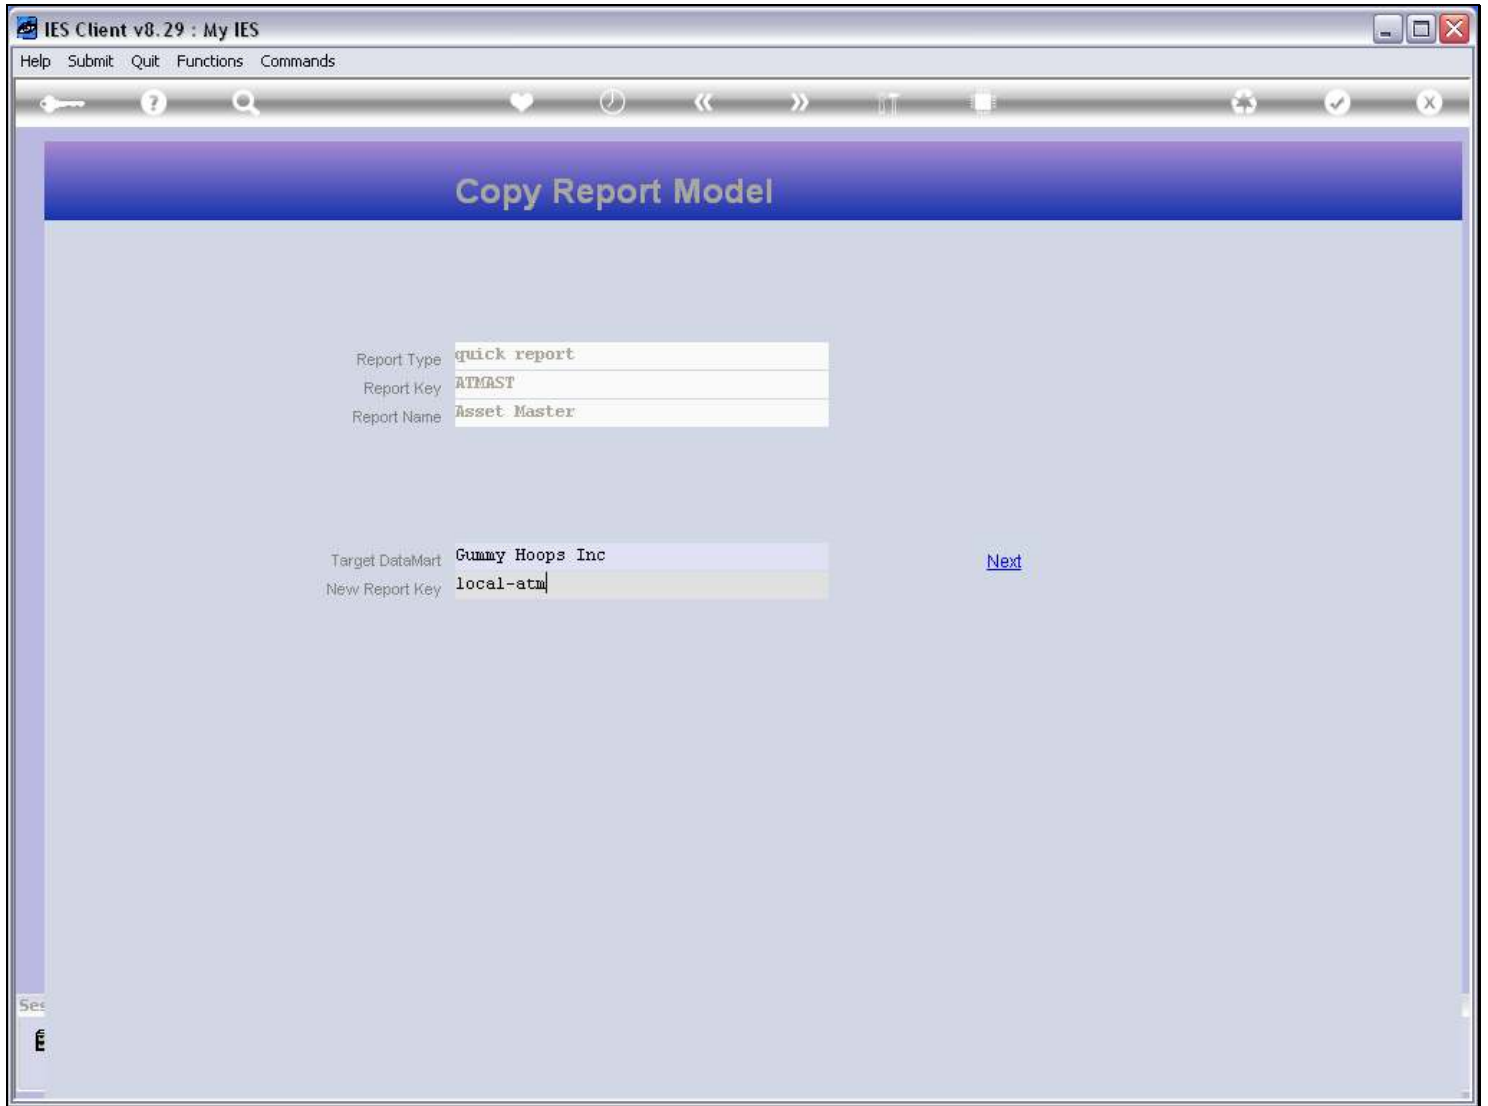 IES Client v8.29 : My IES
Help Submit Quit Functions Commands
Copy Report Model
Report Type quick report
Report Key ATMAST
Report Name Asset Master
Target DataMart Gummy Hoops Inc Next
New Report Key local-atm
Ses